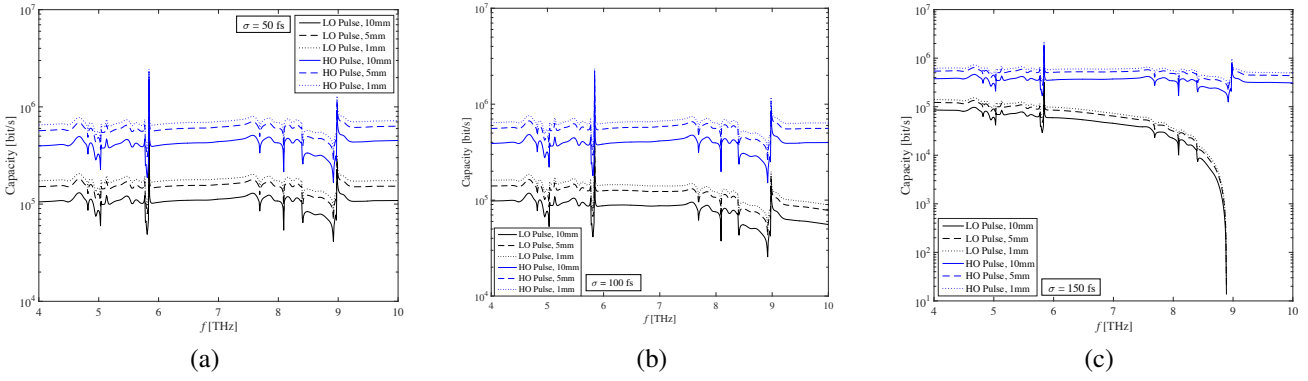 10^7
10^6
10^5
10^4
Capacity [bit/s]
σ = 50 fs
LO Pulse, 10mm
LO Pulse, 5mm
LO Pulse, 1mm
HO Pulse, 10mm
HO Pulse, 5mm
HO Pulse, 1mm
4 5 6 7 8 9 10
f [THz]
(a)
10^7
10^6
10^5
10^4
Capacity [bit/s]
LO Pulse, 10mm
LO Pulse, 5mm
LO Pulse, 1mm
HO Pulse, 10mm
HO Pulse, 5mm
HO Pulse, 1mm
σ = 100 fs
4 5 6 7 8 9 10
f [THz]
(b)
10^7
10^6
10^5
10^4
10^3
10^2
10^1
Capacity [bit/s]
LO Pulse, 10mm
LO Pulse, 5mm
LO Pulse, 1mm
HO Pulse, 10mm
HO Pulse, 5mm
HO Pulse, 1mm
σ = 150 fs
4 5 6 7 8 9 10
f [THz]
(c)